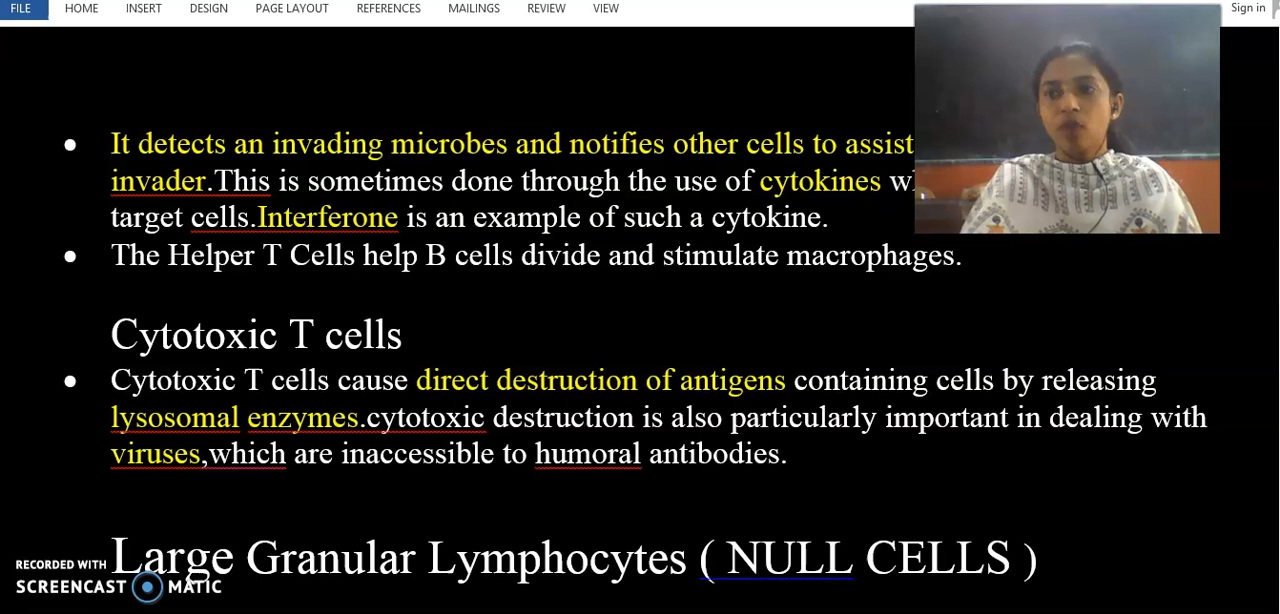 FILE HOME INSERT DESIGN PAGE LAYOUT REFERENCES MAILINGS REVIEW VIEW Sign in
• It detects an invading microbes and notifies other cells to assist
invader.This is sometimes done through the use of cytokines
target cells.Interferone is an example of such a cytokine.
• The Helper T Cells help B cells divide and stimulate macrophages.
Cytotoxic T cells
• Cytotoxic T cells cause direct destruction of antigens containing cells by releasing
lysosomal enzymes.cytotoxic destruction is also particularly important in dealing with
viruses,which are inaccessible to humoral antibodies.
Large Granular Lymphocytes ( NULL CELLS )
RECORDED WITH
SCREENCAST MATIC